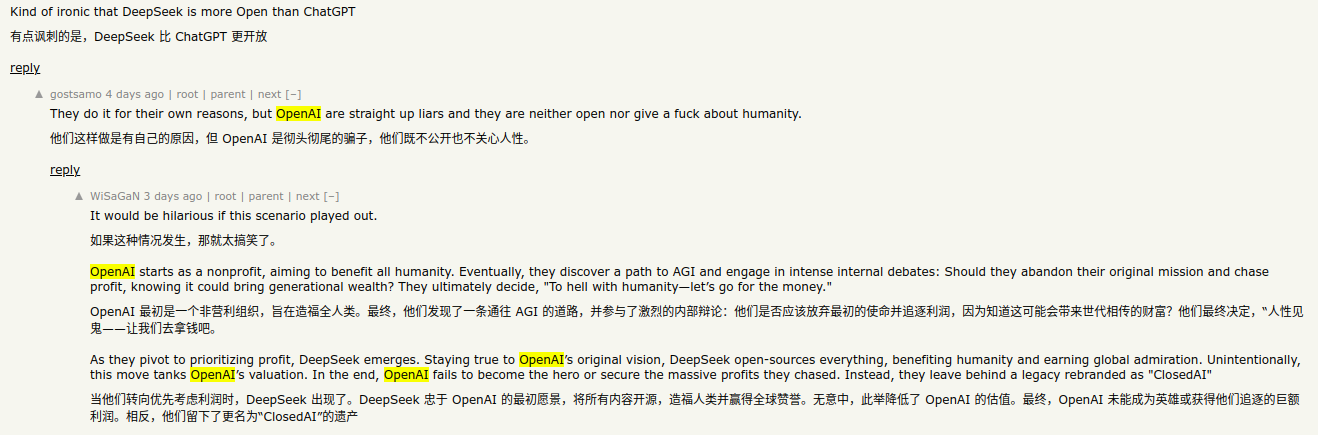 Kind of ironic that DeepSeek is more Open than ChatGPT
有点讽刺的是，DeepSeek 比 ChatGPT 更开放
reply
▲ gostsamo 4 days ago | root | parent | next [–]
They do it for their own reasons, but OpenAI are straight up liars and they are neither open nor give a fuck about humanity.
他们这样做是有自己的原因，但 OpenAI 是彻头彻尾的骗子，他们既不公开也不关心人性。
reply
▲ WiSaGaN 3 days ago | root | parent | next [–]
It would be hilarious if this scenario played out.
如果这种情况发生，那就太搞笑了。
OpenAI starts as a nonprofit, aiming to benefit all humanity. Eventually, they discover a path to AGI and engage in intense internal debates: Should they abandon their original mission and chase
profit, knowing it could bring generational wealth? They ultimately decide, "To hell with humanity—let’s go for the money."
OpenAI 最初是一个非营利组织，旨在造福全人类。最终，他们发现了一条通往 AGI 的道路，并参与了激烈的内部辩论：他们是否应该放弃最初的使命并追逐利润，因为知道这可能会带来世代相传的财富？他们最终决定，“人性见
鬼——让我们去拿钱吧。
As they pivot to prioritizing profit, DeepSeek emerges. Staying true to OpenAI’s original vision, DeepSeek open-sources everything, benefiting humanity and earning global admiration. Unintentionally,
this move tanks OpenAI’s valuation. In the end, OpenAI fails to become the hero or secure the massive profits they chased. Instead, they leave behind a legacy rebranded as "ClosedAI"
当他们转向优先考虑利润时，DeepSeek 出现了。DeepSeek 忠于 OpenAI 的最初愿景，将所有内容开源，造福人类并赢得全球赞誉。无意中，此举降低了 OpenAI 的估值。最终，OpenAI 未能成为英雄或获得他们追逐的巨额
利润。相反，他们留下了更名为“ClosedAI”的遗产